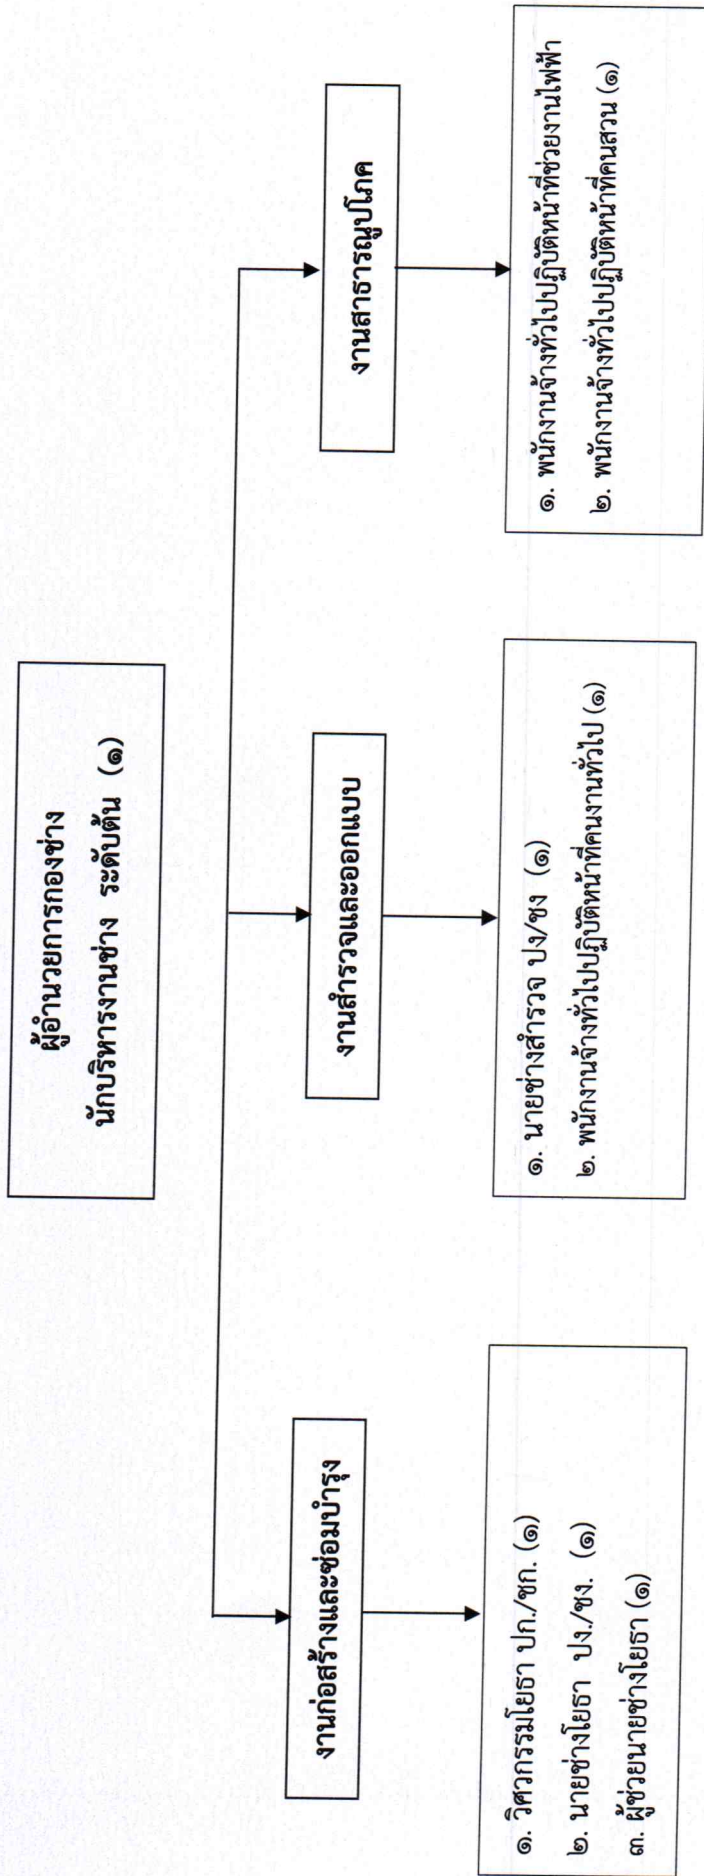 ผู้อำนวยการกองช่าง
นักบริหารงานช่าง ระดับต้น (๑)
งานก่อสร้างและซ่อมบำรุง
๑. วิศวกรรมโยธา ปก./ชก. (๑)
๒. นายช่างโยธา ปง./ชง. (๑)
๓. ผู้ช่วยนายช่างโยธา (๑)
งานสำรวจและออกแบบ
๑. นายช่างสำรวจ ปง/ชง (๑)
๒. พนักงานจ้างทั่วไปปฏิบัติหน้าที่คนงานทั่วไป (๑)
งานสาธารณูปโภค
๑. พนักงานจ้างทั่วไปปฏิบัติหน้าที่ช่วยงานไฟฟ้า
๒. พนักงานจ้างทั่วไปปฏิบัติหน้าที่คนสวน (๑)